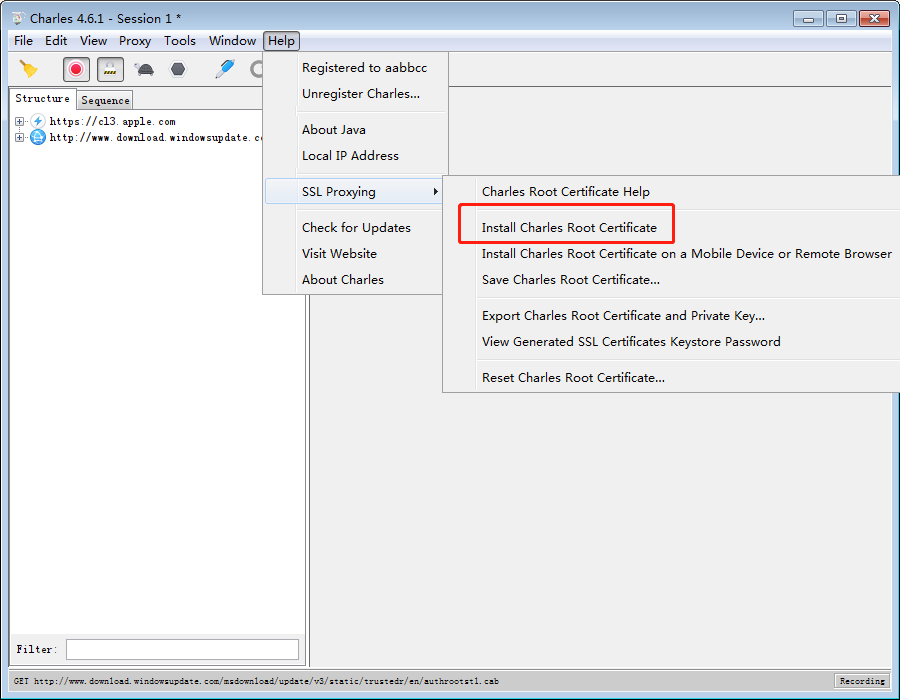 Charles 4.6.1 - Session 1 *
File Edit View Proxy Tools Window Help
Registered to aabbcc
Unregister Charles...
About Java
Local IP Address
SSL Proxying
Check for Updates
Visit Website
About Charles
Charles Root Certificate Help
Install Charles Root Certificate
Install Charles Root Certificate on a Mobile Device or Remote Browser
Save Charles Root Certificate...
Export Charles Root Certificate and Private Key...
View Generated SSL Certificates Keystore Password
Reset Charles Root Certificate...
Structure Sequence
https://cl3.apple.com
http://www.download.windowsupdate.c
Filter:
GET http://www.download.windowsupdate.com/msdownload/update/v3/static/trustedr/en/authrootstl.cab
Recording